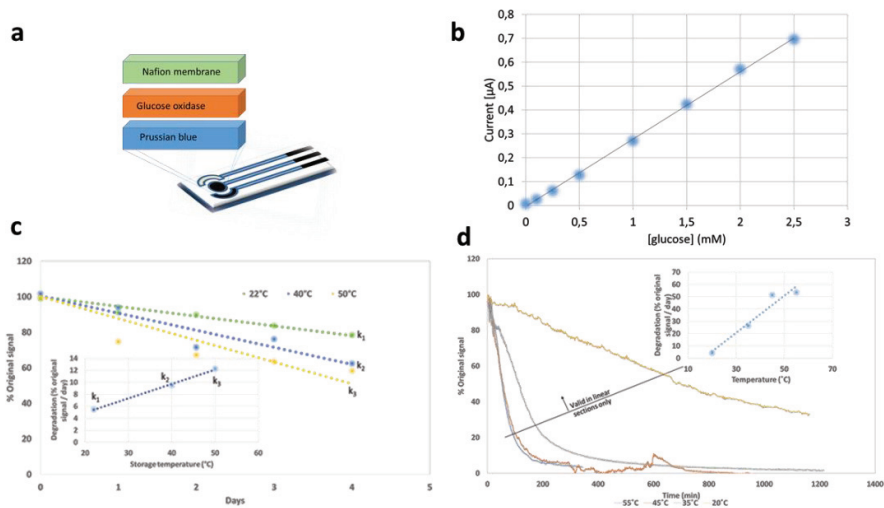 a
Nafion membrane
Glucose oxidase
Prussian blue
b
0,8
0,7
0,6
0,5
0,4
0,3
0,2
0,1
0
Current [µA]
0 0,5 1 1,5 2 2,5 3
[glucose] (mM)
c
120
100
80
60
40
20
0
% Original signal
22°C 40°C 50°C
k1
k2
k3
Degradation (% original
signal / day)
14
12
10
8
6
4
2
0
k1
k2
k3
20 30 40 50 60
Storage temperature (°C)
0 1 2 3 4 5
Days
d
120
100
80
60
40
20
0
% Original signal
Degradation (% original
signal / day)
70
60
50
40
30
20
10
0
10 30 50 70
Temperature (°C)
Valid in linear
sections only
0 200 400 600 800 1000 1200 1400
Time (min)
55°C 45°C 35°C 20°C